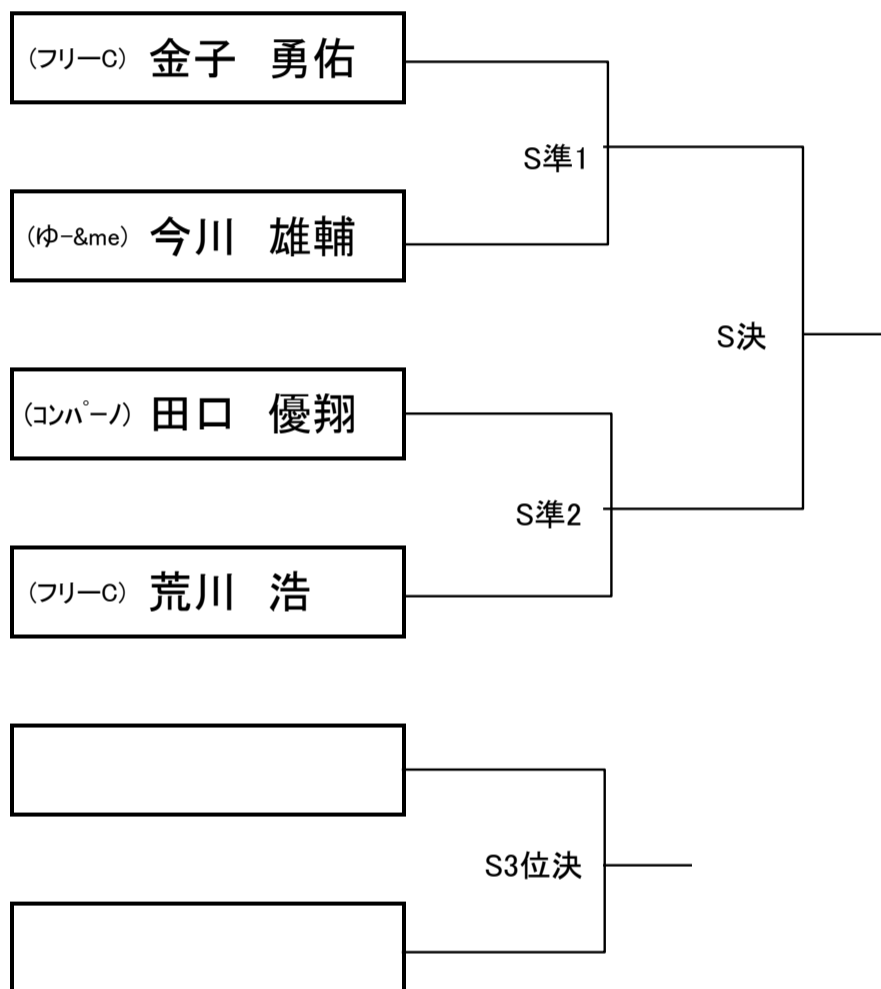 (フリーC) 金子　勇佑
S準1
(ゆｰ&me) 今川　雄輔
S決
(ｺﾝﾊﾟｰﾉ) 田口　優翔
S準2
(フリーC) 荒川　浩
S3位決